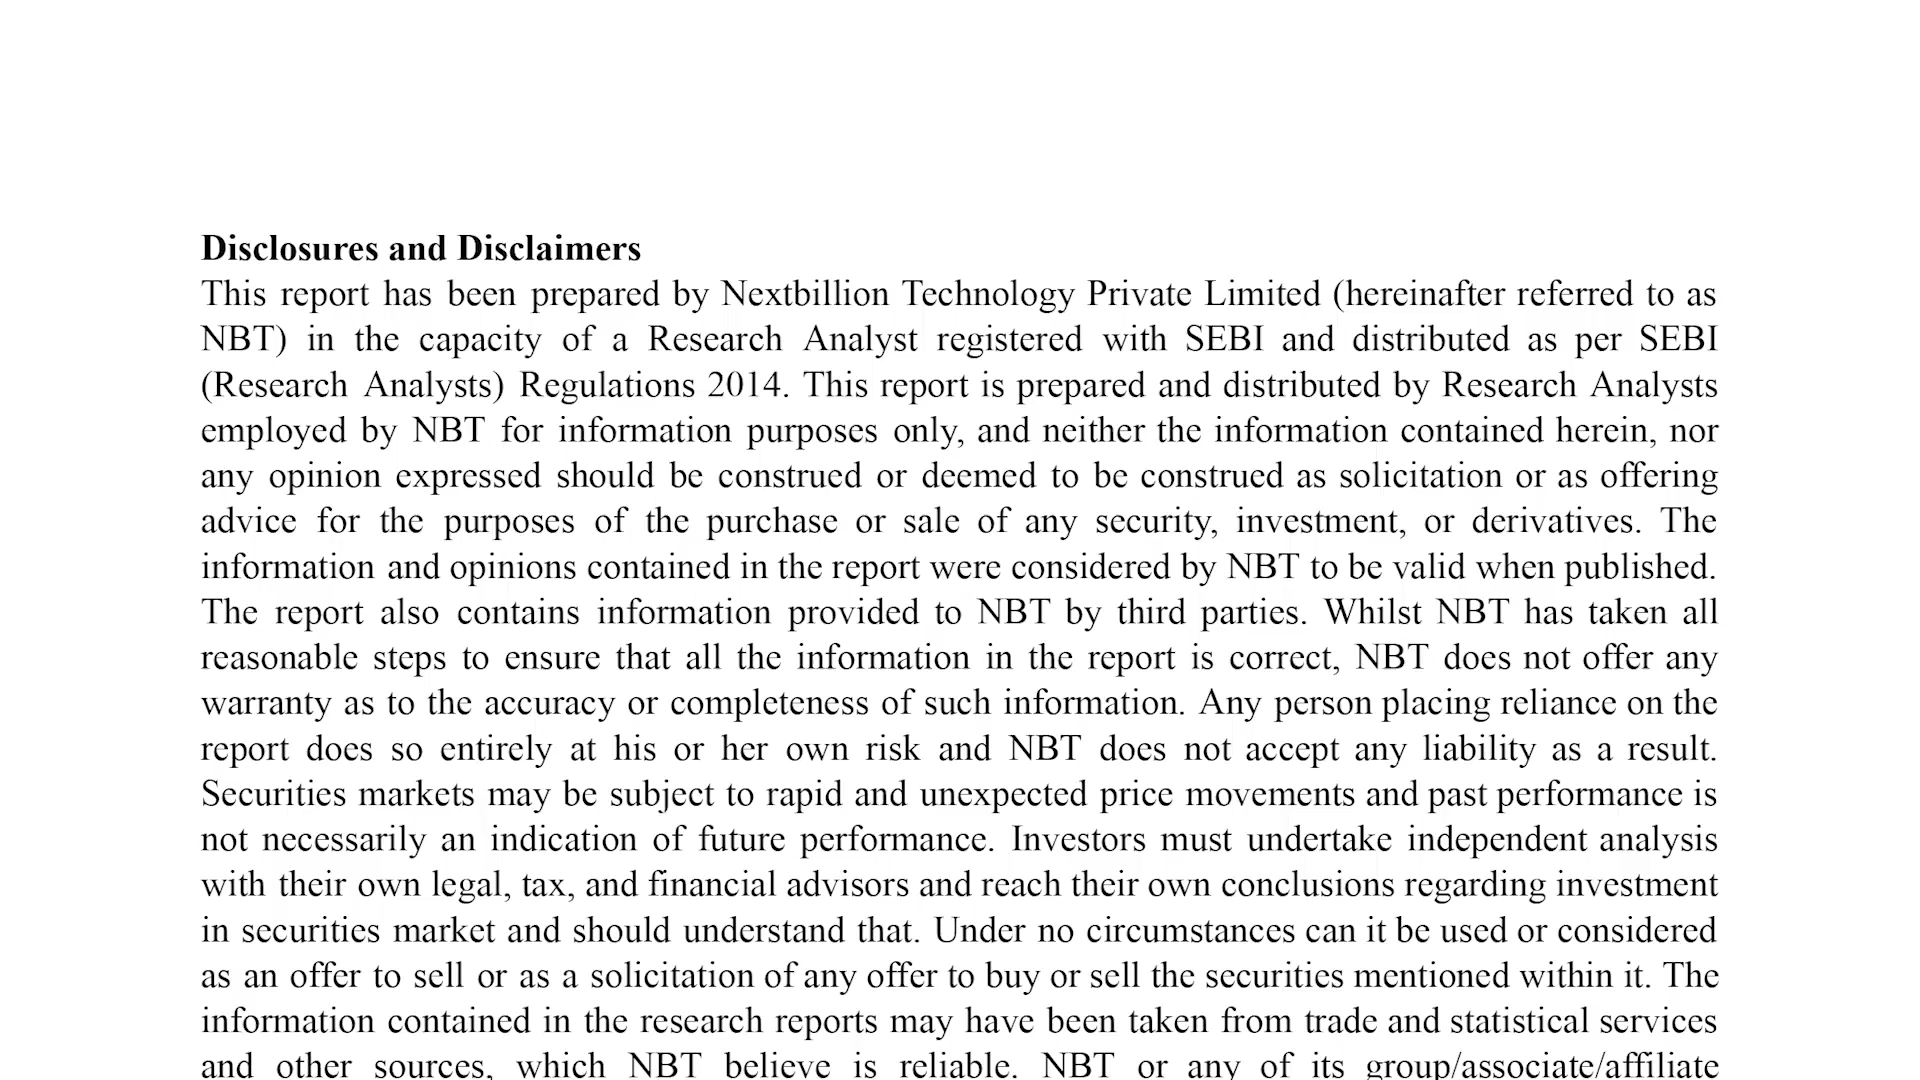 Disclosures and Disclaimers
This report has been prepared by Nextbillion Technology Private Limited (hereinafter referred to as
NBT) in the capacity of a Research Analyst registered with SEBI and distributed as per SEBI
(Research Analysts) Regulations 2014. This report is prepared and distributed by Research Analysts
employed by NBT for information purposes only, and neither the information contained herein, nor
any opinion expressed should be construed or deemed to be construed as solicitation or as offering
advice for the purposes of the purchase or sale of any security, investment, or derivatives. The
information and opinions contained in the report were considered by NBT to be valid when published.
The report also contains information provided to NBT by third parties. Whilst NBT has taken all
reasonable steps to ensure that all the information in the report is correct, NBT does not offer any
warranty as to the accuracy or completeness of such information. Any person placing reliance on the
report does so entirely at his or her own risk and NBT does not accept any liability as a result.
Securities markets may be subject to rapid and unexpected price movements and past performance is
not necessarily an indication of future performance. Investors must undertake independent analysis
with their own legal, tax, and financial advisors and reach their own conclusions regarding investment
in securities market and should understand that. Under no circumstances can it be used or considered
as an offer to sell or as a solicitation of any offer to buy or sell the securities mentioned within it. The
information contained in the research reports may have been taken from trade and statistical services
and other sources, which NBT believe is reliable. NBT or any of its group/associate/affiliate